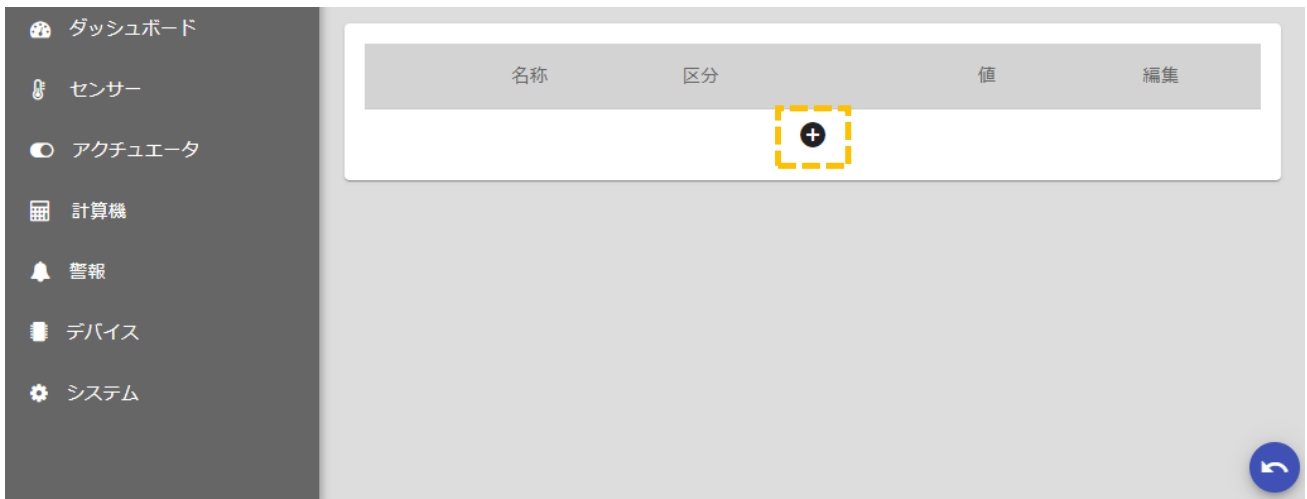 ダッシュボード
センサー
アクチュエータ
計算機
警報
デバイス
システム
名称 区分 値 編集